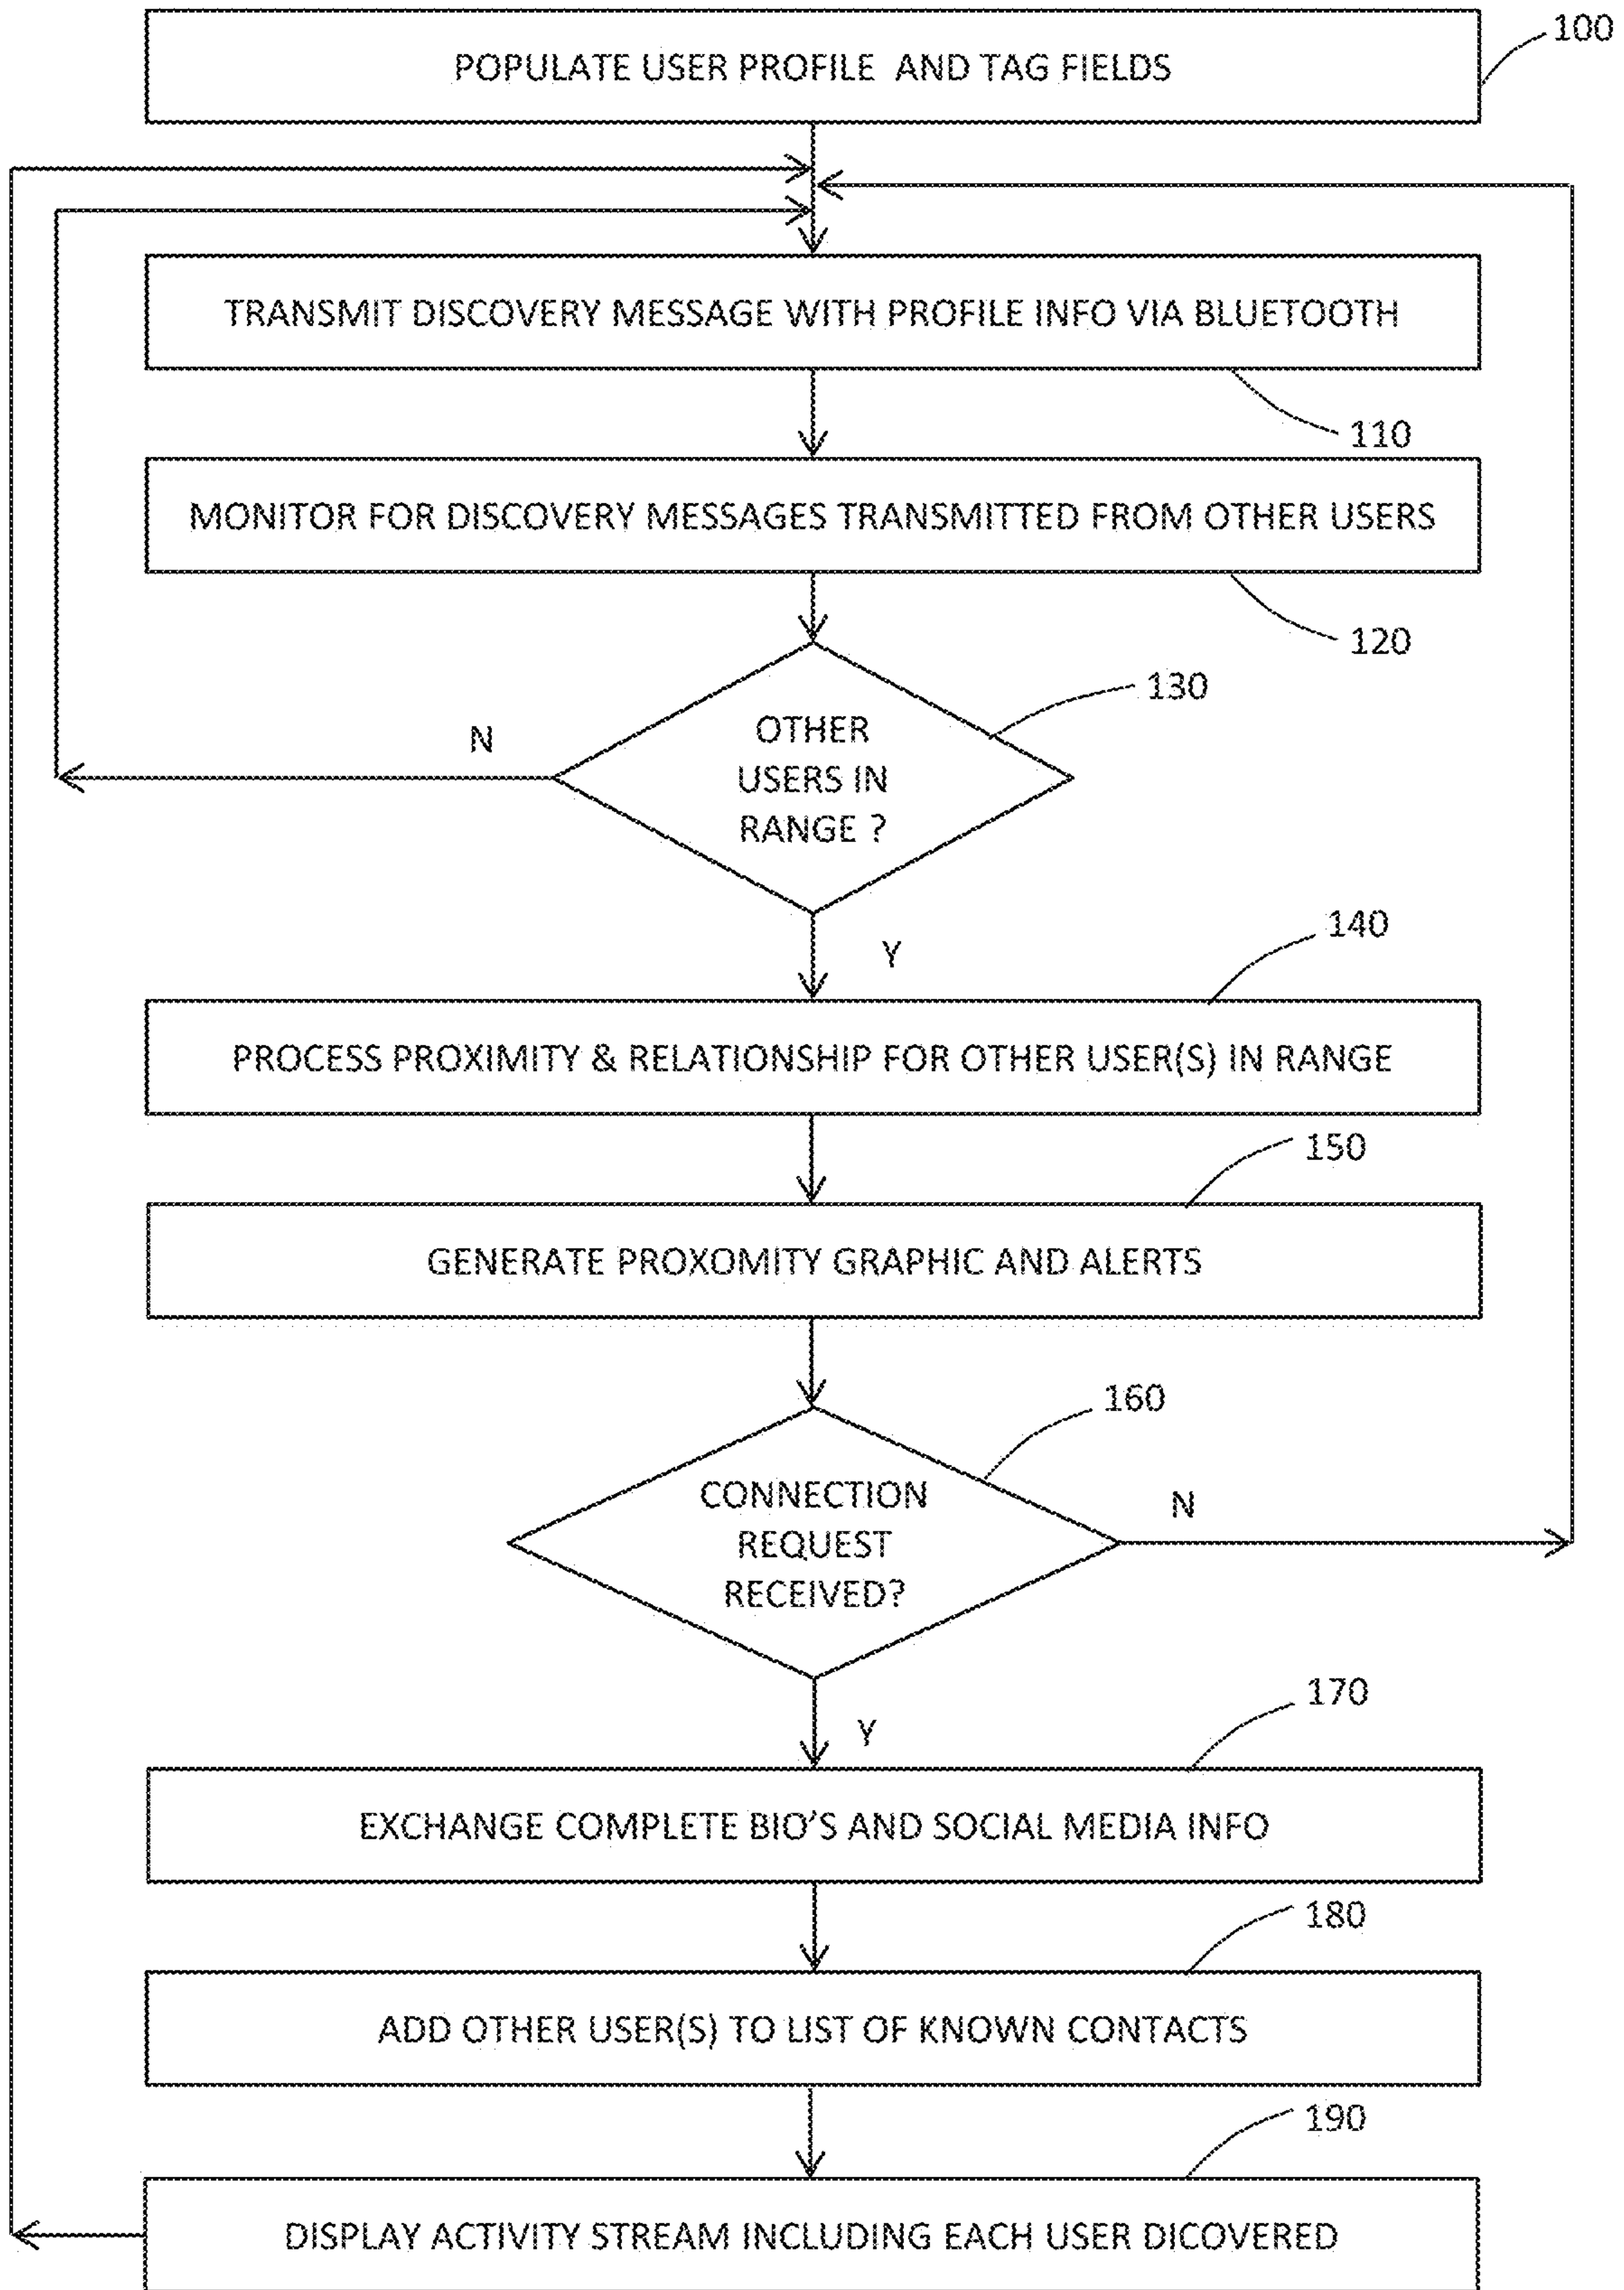 POPULATE USER PROFILE AND TAG FIELDS
100
TRANSMIT DISCOVERY MESSAGE WITH PROFILE INFO VIA BLUETOOTH
110
MONITOR FOR DISCOVERY MESSAGES TRANSMITTED FROM OTHER USERS
120
130
OTHER
USERS IN
RANGE ?
N
Y
140
PROCESS PROXIMITY & RELATIONSHIP FOR OTHER USER(S) IN RANGE
150
GENERATE PROXOMITY GRAPHIC AND ALERTS
160
CONNECTION
REQUEST
RECEIVED?
N
Y
170
EXCHANGE COMPLETE BIO'S AND SOCIAL MEDIA INFO
180
ADD OTHER USER(S) TO LIST OF KNOWN CONTACTS
190
DISPLAY ACTIVITY STREAM INCLUDING EACH USER DICOVERED